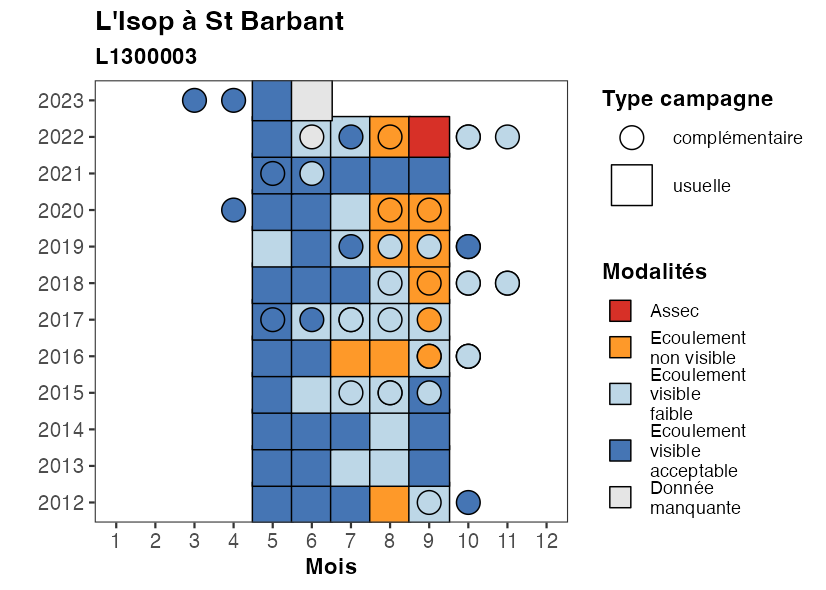 L'Isop à St Barbant
L1300003
2023
2022
2021
2020
2019
2018
2017
2016
2015
2014
2013
2012
1 2 3 4 5 6 7 8 9 10 11 12
Mois
Type campagne
complémentaire
usuelle
Modalités
Assec
Ecoulement
non visible
Ecoulement
visible
faible
Ecoulement
visible
acceptable
Donnée
manquante